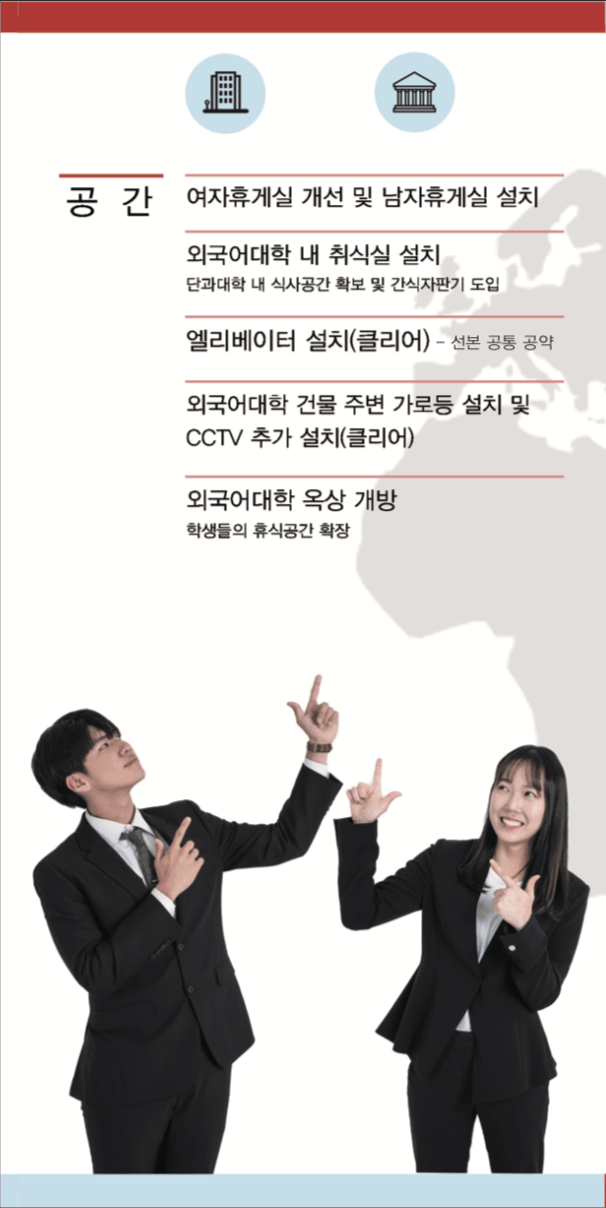 공 간
여자휴게실 개선 및 남자휴게실 설치
외국어대학 내 취식실 설치
단과대학 내 식사공간 확보 및 간식자판기 도입
엘리베이터 설치(클리어) - 선본 공통 공약
외국어대학 건물 주변 가로등 설치 및
CCTV 추가 설치(클리어)
외국어대학 옥상 개방
학생들의 휴식공간 확장